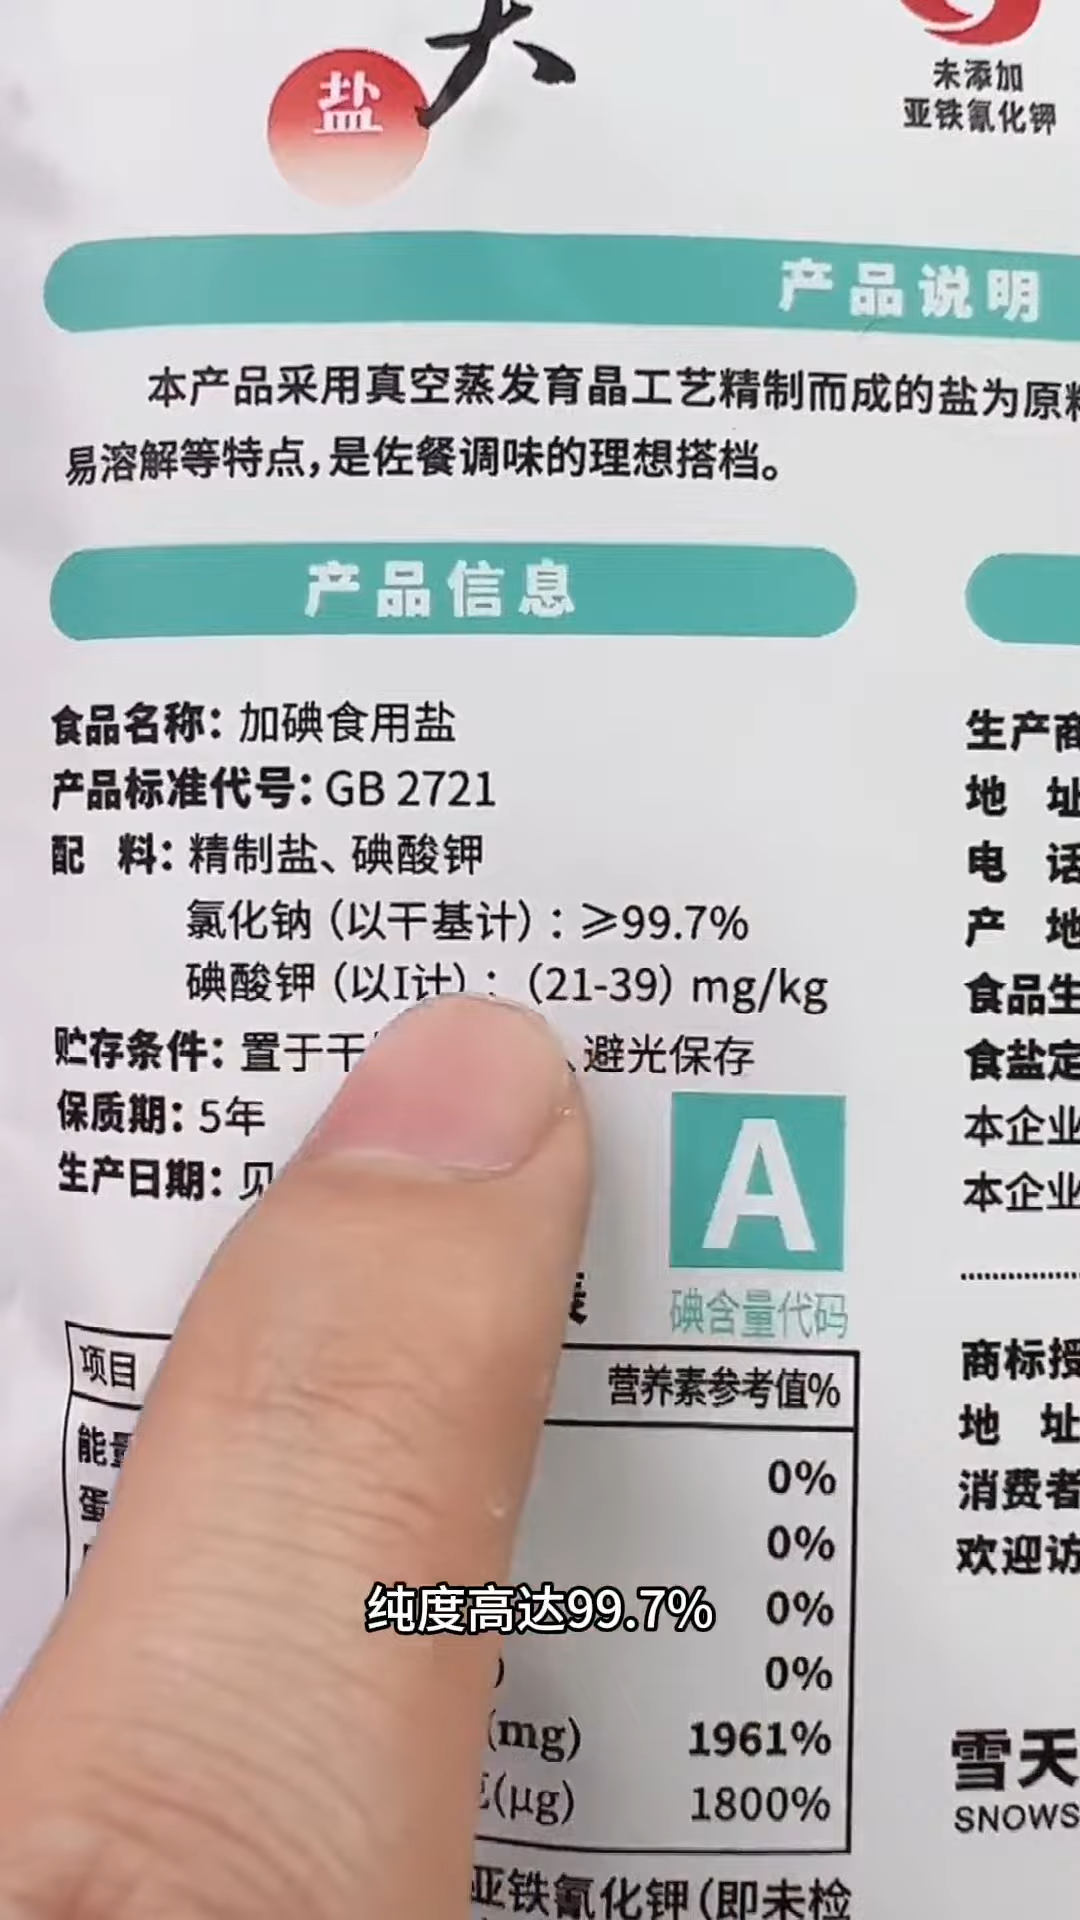 盐
天
未添加
亚铁氰化钾
产品说明
本产品采用真空蒸发育晶工艺精制而成的盐为原料
易溶解等特点，是佐餐调味的理想搭档。
产品信息
食品名称：加碘食用盐
产品标准代号：GB 2721
配 料：精制盐、碘酸钾
氯化钠（以干基计）：≥99.7%
碘酸钾（以I计）：（21-39）mg/kg
贮存条件：置于干 、避光保存
保质期：5年
生产日期：见
A
碘含量代码
项目 营养素参考值%
能量 0%
蛋 0%
0%
0%
(mg) 1961%
(μg) 1800%
亚铁氰化钾（即未检
纯度高达99.7%
生产商
地 址
电 话
产 地
食品生
食盐定
本企业
本企业
商标授
地 址
消费者
欢迎访
雪天
SNOWS